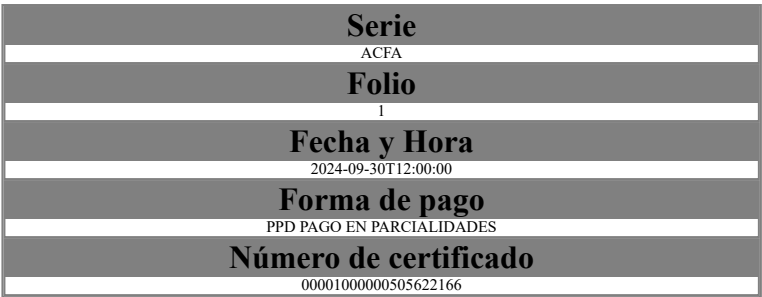 Serie
ACFA
Folio
1
Fecha y Hora
2024-09-30T12:00:00
Forma de pago
PPD PAGO EN PARCIALIDADES
Número de certificado
00001000000505622166